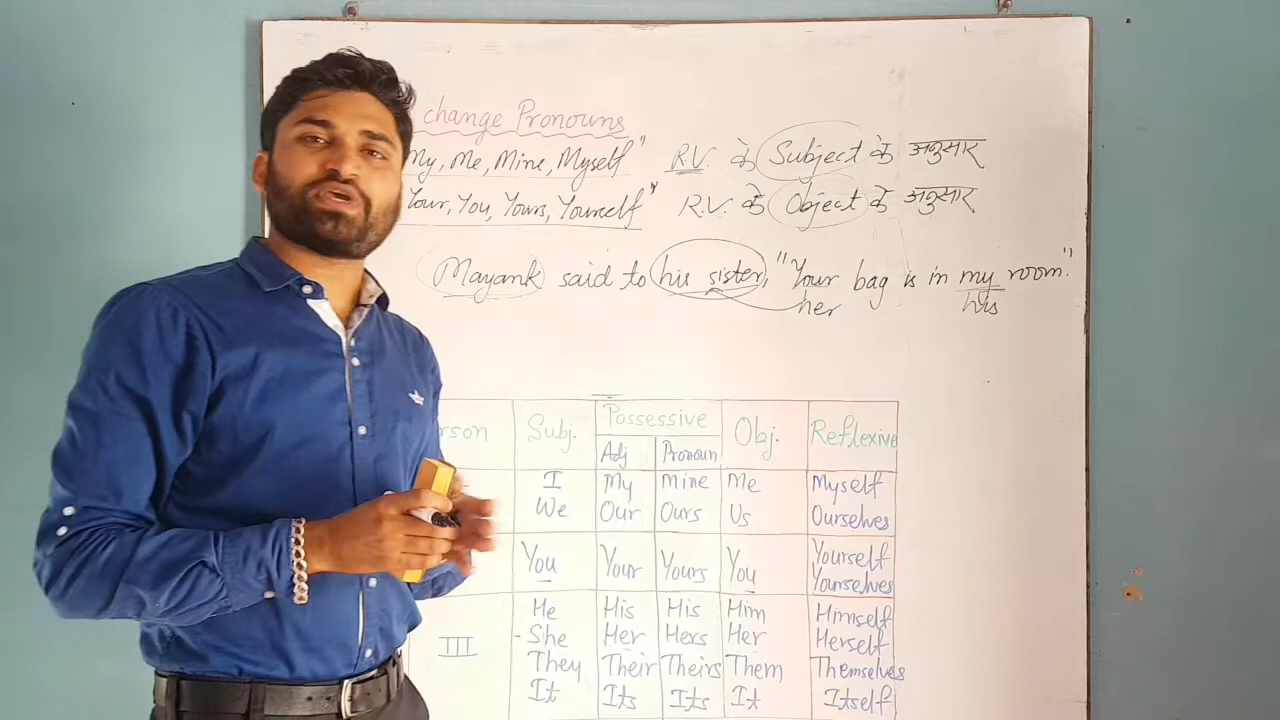 change Pronouns
My, Me, Mine, Myself" R.V. के Subject के अनुसार
Your, You, Yours, Yourself" R.V. के Object के अनुसार
Mayank said to his sister, "Your bag is in my room."
her his
Subj. Possessive Obj. Reflexive
Adj Pronoun
I My Mine Me Myself
We Our Ours Us Ourselves
You Your Yours You Yourself
Yourselves
He His His Him Himself
III She Her Hers Her Herself
They Their Theirs Them Themselves
It Its Its It Itself